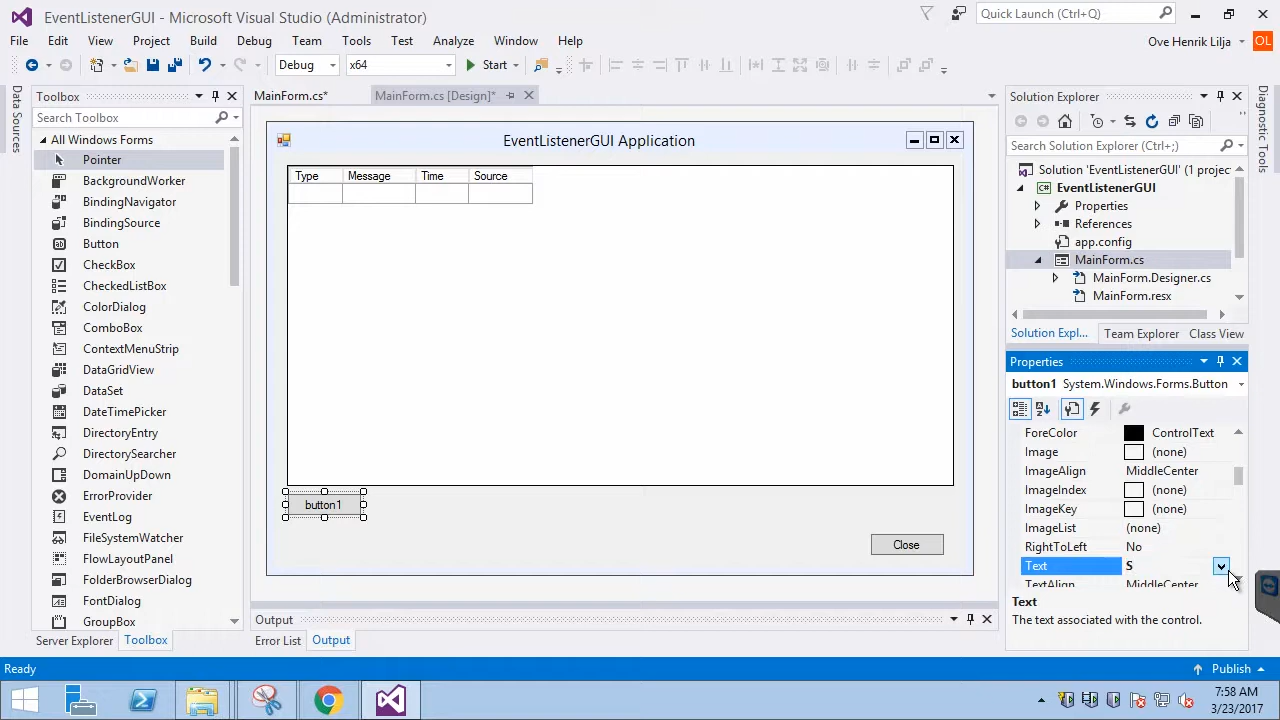 EventListenerGUI - Microsoft Visual Studio (Administrator)
Quick Launch (Ctrl+Q)
File Edit View Project Build Debug Team Tools Test Analyze Window Help
Ove Henrik Lilja
OL
Debug x64 Start
Data Sources
Toolbox
Search Toolbox
All Windows Forms
Pointer
BackgroundWorker
BindingNavigator
BindingSource
Button
CheckBox
CheckedListBox
ColorDialog
ComboBox
ContextMenuStrip
DataGridView
DataSet
DateTimePicker
DirectoryEntry
DirectorySearcher
DomainUpDown
ErrorProvider
EventLog
FileSystemWatcher
FlowLayoutPanel
FolderBrowserDialog
FontDialog
GroupBox
Server Explorer Toolbox
MainForm.cs* MainForm.cs [Design]*
EventListenerGUI Application
Type Message Time Source
button1
Close
Output
Error List Output
Solution Explorer
Search Solution Explorer (Ctrl+;)
Solution 'EventListenerGUI' (1 projec
EventListenerGUI
Properties
References
app.config
MainForm.cs
MainForm.Designer.cs
MainForm.resx
Solution Expl... Team Explorer Class View
Properties
button1 System.Windows.Forms.Button
ForeColor ControlText
Image (none)
ImageAlign MiddleCenter
ImageIndex (none)
ImageKey (none)
ImageList (none)
RightToLeft No
Text S
TextAlign MiddleCenter
Text
The text associated with the control.
Diagnostic Tools
Ready
Publish
7:58 AM
3/23/2017